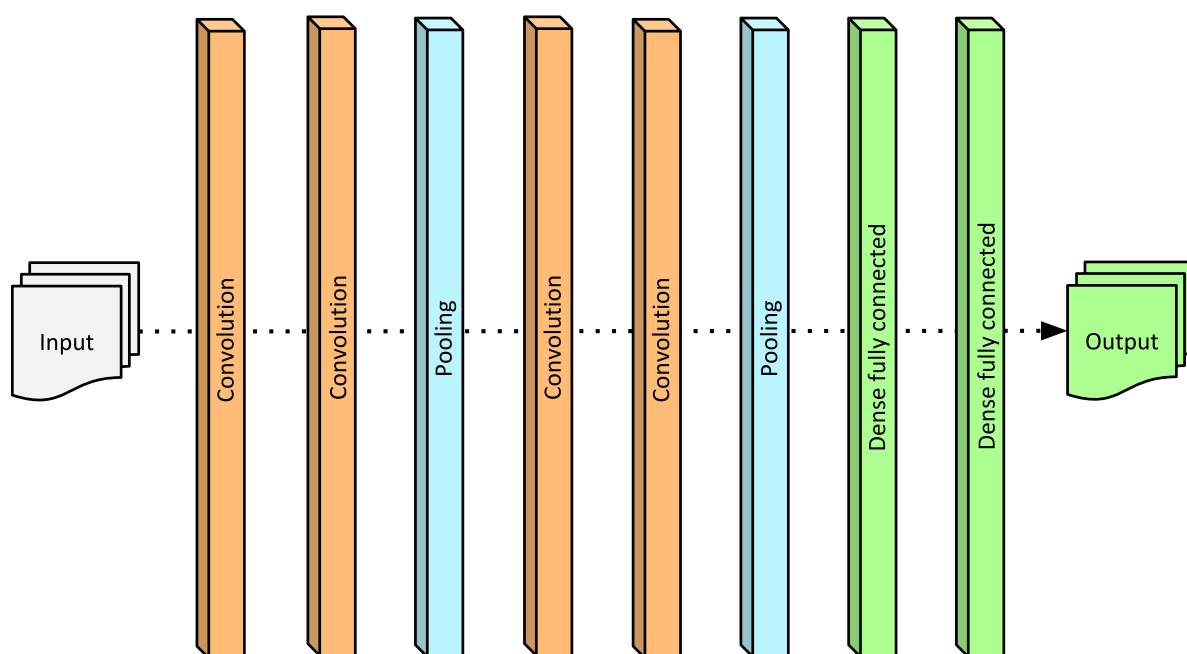 Input
Convolution
Convolution
Pooling
Convolution
Convolution
Pooling
Dense fully connected
Dense fully connected
Output